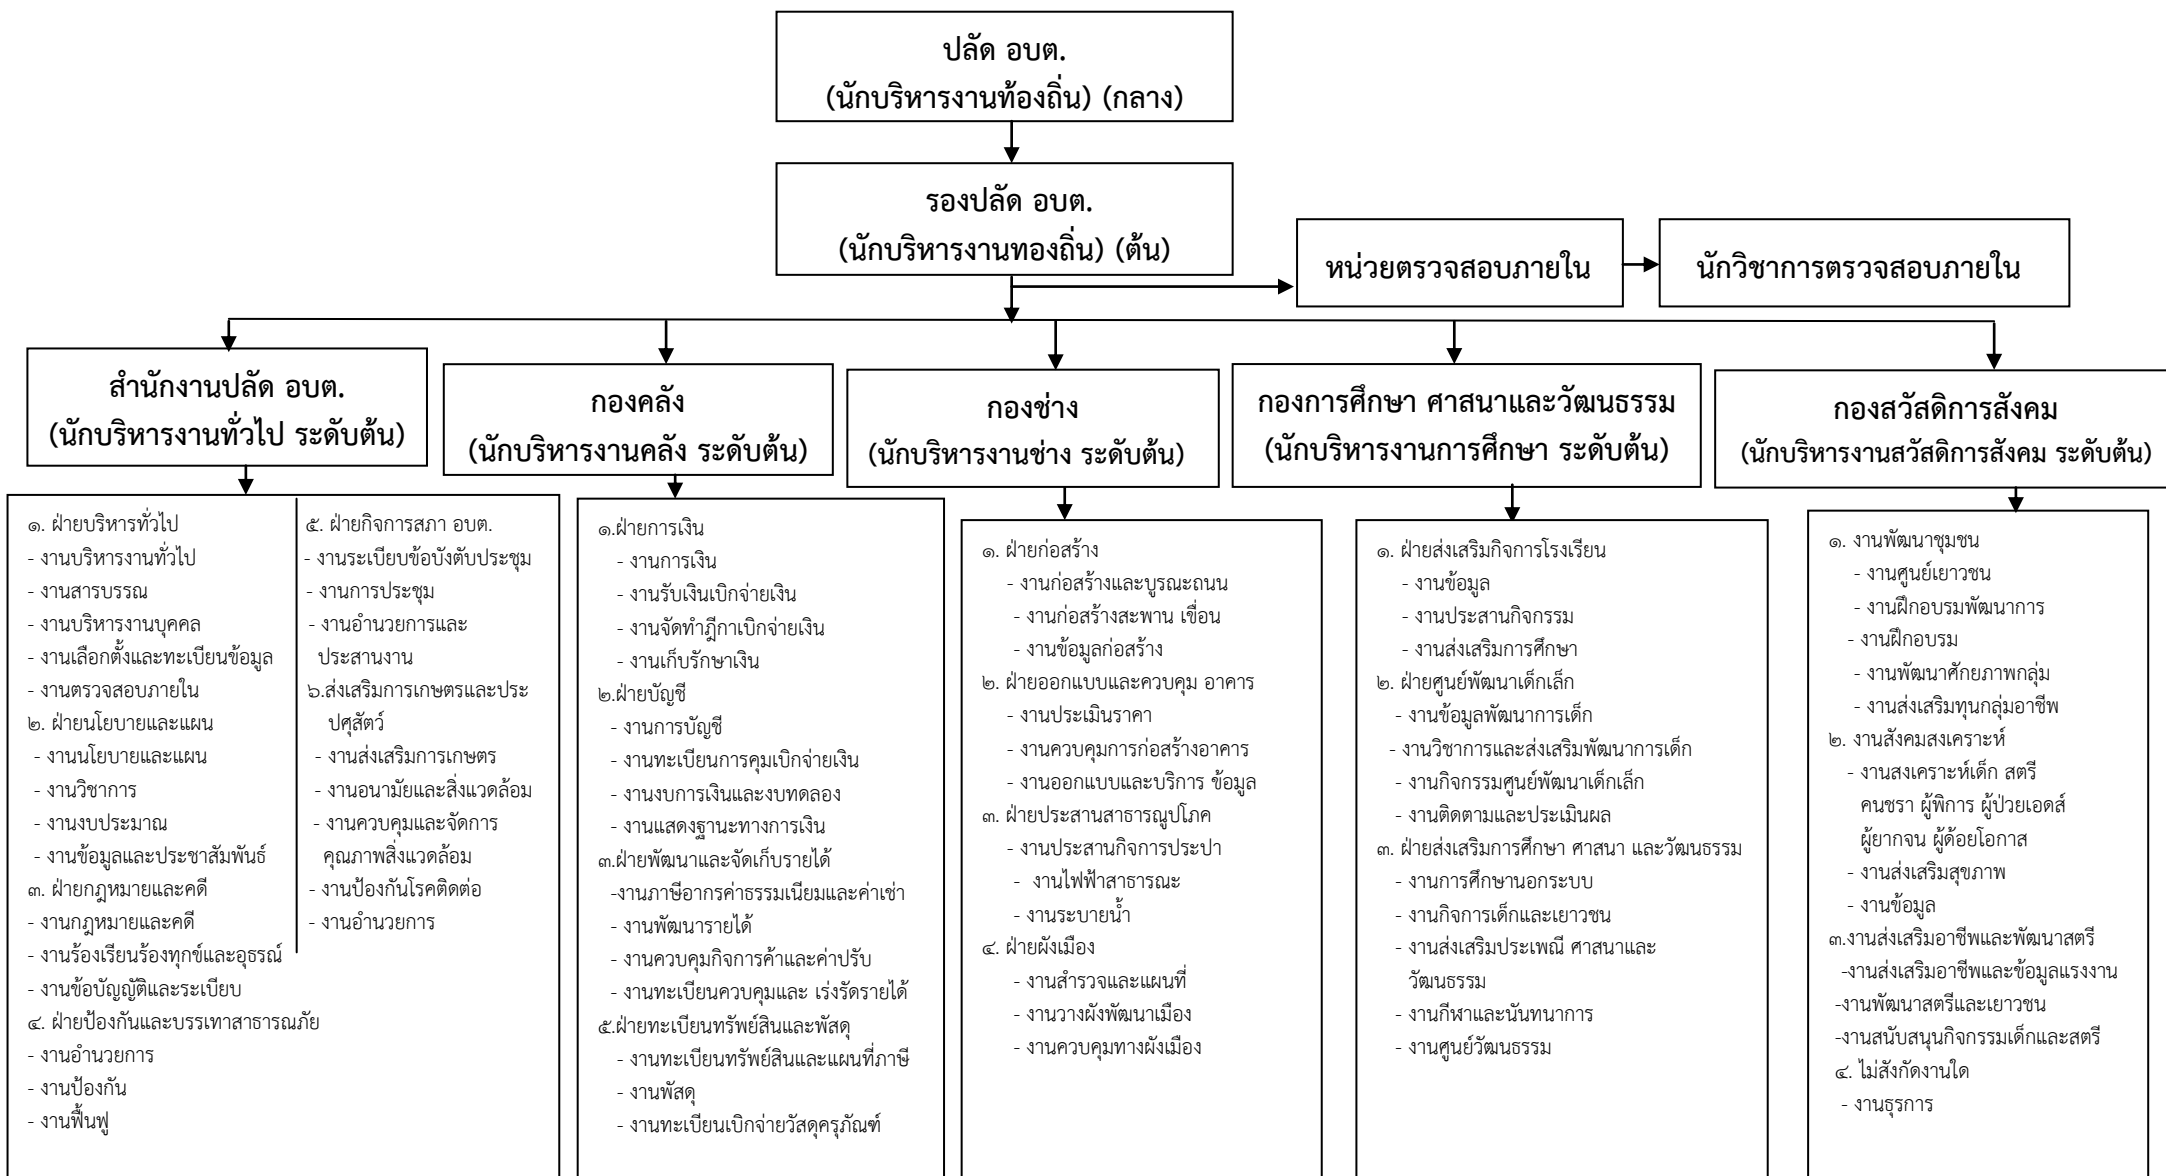 ปลัด อบต.
(นักบริหารงานท้องถิ่น) (กลาง)
รองปลัด อบต.
(นักบริหารงานทองถิ่น) (ต้น)
หน่วยตรวจสอบภายใน
นักวิชาการตรวจสอบภายใน
สำนักงานปลัด อบต.
(นักบริหารงานทั่วไป ระดับต้น)
กองคลัง
(นักบริหารงานคลัง ระดับต้น)
กองช่าง
(นักบริหารงานช่าง ระดับต้น)
กองการศึกษา ศาสนาและวัฒนธรรม
(นักบริหารงานการศึกษา ระดับต้น)
กองสวัสดิการสังคม
(นักบริหารงานสวัสดิการสังคม ระดับต้น)
๑. ฝ่ายบริหารทั่วไป
- งานบริหารงานทั่วไป
- งานสารบรรณ
- งานบริหารงานบุคคล
- งานเลือกตั้งและทะเบียนข้อมูล
- งานตรวจสอบภายใน
๒. ฝ่ายนโยบายและแผน
- งานนโยบายและแผน
- งานวิชาการ
- งานงบประมาณ
- งานข้อมูลและประชาสัมพันธ์
๓. ฝ่ายกฎหมายและคดี
- งานกฎหมายและคดี
- งานร้องเรียนร้องทุกข์และอุธรณ์
- งานข้อบัญญัติและระเบียบ
๔. ฝ่ายป้องกันและบรรเทาสาธารณภัย
- งานอำนวยการ
- งานป้องกัน
- งานฟื้นฟู
๕. ฝ่ายกิจการสภา อบต.
- งานระเบียบข้อบังตับประชุม
- งานการประชุม
- งานอำนวยการและ
ประสานงาน
๖.ส่งเสริมการเกษตรและประ
ปศุสัตว์
- งานส่งเสริมการเกษตร
- งานอนามัยและสิ่งแวดล้อม
- งานควบคุมและจัดการ
คุณภาพสิ่งแวดล้อม
- งานป้องกันโรคติดต่อ
- งานอำนวยการ
๑.ฝ่ายการเงิน
- งานการเงิน
- งานรับเงินเบิกจ่ายเงิน
- งานจัดทำฎีกาเบิกจ่ายเงิน
- งานเก็บรักษาเงิน
๒.ฝ่ายบัญชี
- งานการบัญชี
- งานทะเบียนการคุมเบิกจ่ายเงิน
- งานงบการเงินและงบทดลอง
- งานแสดงฐานะทางการเงิน
๓.ฝ่ายพัฒนาและจัดเก็บรายได้
-งานภาษีอากรค่าธรรมเนียมและค่าเช่า
- งานพัฒนารายได้
- งานควบคุมกิจการค้าและค่าปรับ
- งานทะเบียนควบคุมและ เร่งรัดรายได้
๕.ฝ่ายทะเบียนทรัพย์สินและพัสดุ
- งานทะเบียนทรัพย์สินและแผนที่ภาษี
- งานพัสดุ
- งานทะเบียนเบิกจ่ายวัสดุครุภัณฑ์
๑. ฝ่ายก่อสร้าง
- งานก่อสร้างและบูรณะถนน
- งานก่อสร้างสะพาน เขื่อน
- งานข้อมูลก่อสร้าง
๒. ฝ่ายออกแบบและควบคุม อาคาร
- งานประเมินราคา
- งานควบคุมการก่อสร้างอาคาร
- งานออกแบบและบริการ ข้อมูล
๓. ฝ่ายประสานสาธารณูปโภค
- งานประสานกิจการประปา
- งานไฟฟ้าสาธารณะ
- งานระบายน้ำ
๔. ฝ่ายผังเมือง
- งานสำรวจและแผนที่
- งานวางผังพัฒนาเมือง
- งานควบคุมทางผังเมือง
๑. ฝ่ายส่งเสริมกิจการโรงเรียน
- งานข้อมูล
- งานประสานกิจกรรม
- งานส่งเสริมการศึกษา
๒. ฝ่ายศูนย์พัฒนาเด็กเล็ก
- งานข้อมูลพัฒนาการเด็ก
- งานวิชาการและส่งเสริมพัฒนาการเด็ก
- งานกิจกรรมศูนย์พัฒนาเด็กเล็ก
- งานติดตามและประเมินผล
๓. ฝ่ายส่งเสริมการศึกษา ศาสนา และวัฒนธรรม
- งานการศึกษานอกระบบ
- งานกิจการเด็กและเยาวชน
- งานส่งเสริมประเพณี ศาสนาและ
วัฒนธรรม
- งานกีฬาและนันทนาการ
- งานศูนย์วัฒนธรรม
๑. งานพัฒนาชุมชน
- งานศูนย์เยาวชน
- งานฝึกอบรมพัฒนาการ
- งานฝึกอบรม
- งานพัฒนาศักยภาพกลุ่ม
- งานส่งเสริมทุนกลุ่มอาชีพ
๒. งานสังคมสงเคราะห์
- งานสงเคราะห์เด็ก สตรี
คนชรา ผู้พิการ ผู้ป่วยเอดส์
ผู้ยากจน ผู้ด้อยโอกาส
- งานส่งเสริมสุขภาพ
- งานข้อมูล
๓.งานส่งเสริมอาชีพและพัฒนาสตรี
-งานส่งเสริมอาชีพและข้อมูลแรงงาน
-งานพัฒนาสตรีและเยาวชน
-งานสนับสนุนกิจกรรมเด็กและสตรี
๔. ไม่สังกัดงานใด
- งานธุรการ